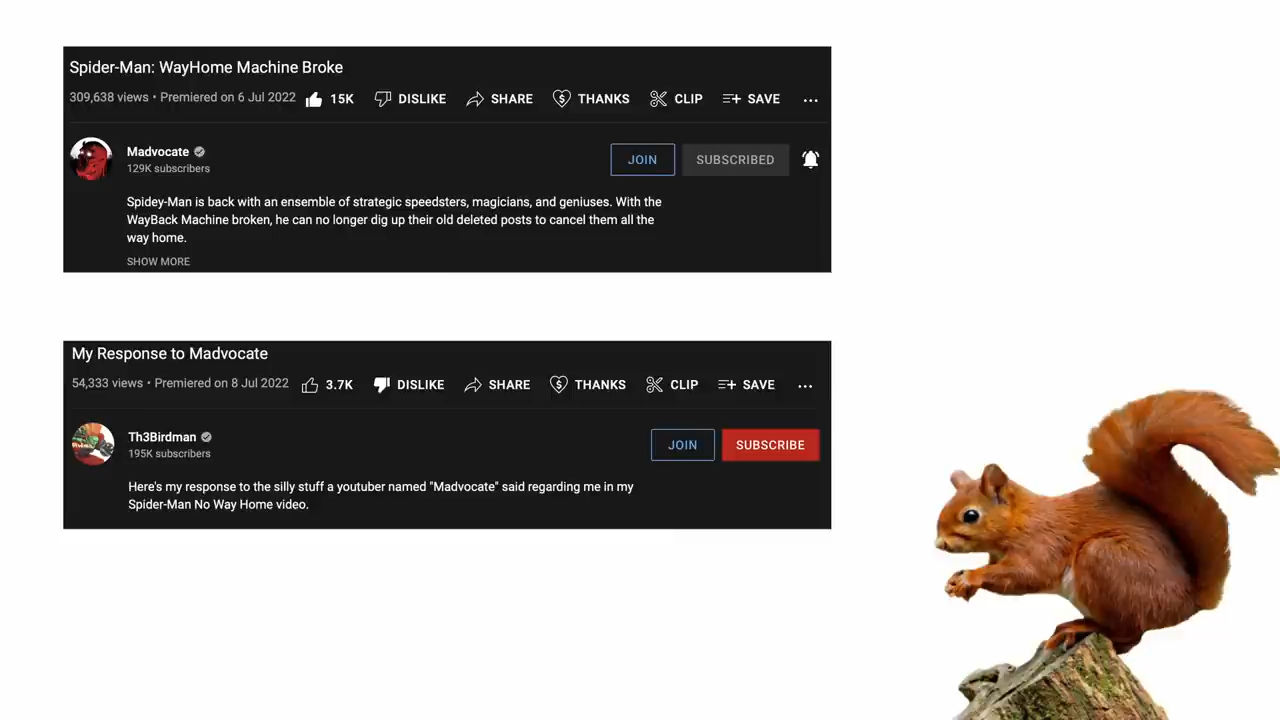 Spider-Man: WayHome Machine Broke
309,638 views • Premiered on 6 Jul 2022 15K DISLIKE SHARE THANKS CLIP SAVE ...
Madvocate
129K subscribers
JOIN SUBSCRIBED
Spidey-Man is back with an ensemble of strategic speedsters, magicians, and geniuses. With the
WayBack Machine broken, he can no longer dig up their old deleted posts to cancel them all the
way home.
SHOW MORE
My Response to Madvocate
54,333 views • Premiered on 8 Jul 2022 3.7K DISLIKE SHARE THANKS CLIP SAVE ...
Th3Birdman
195K subscribers
JOIN SUBSCRIBE
Here's my response to the silly stuff a youtuber named "Madvocate" said regarding me in my
Spider-Man No Way Home video.